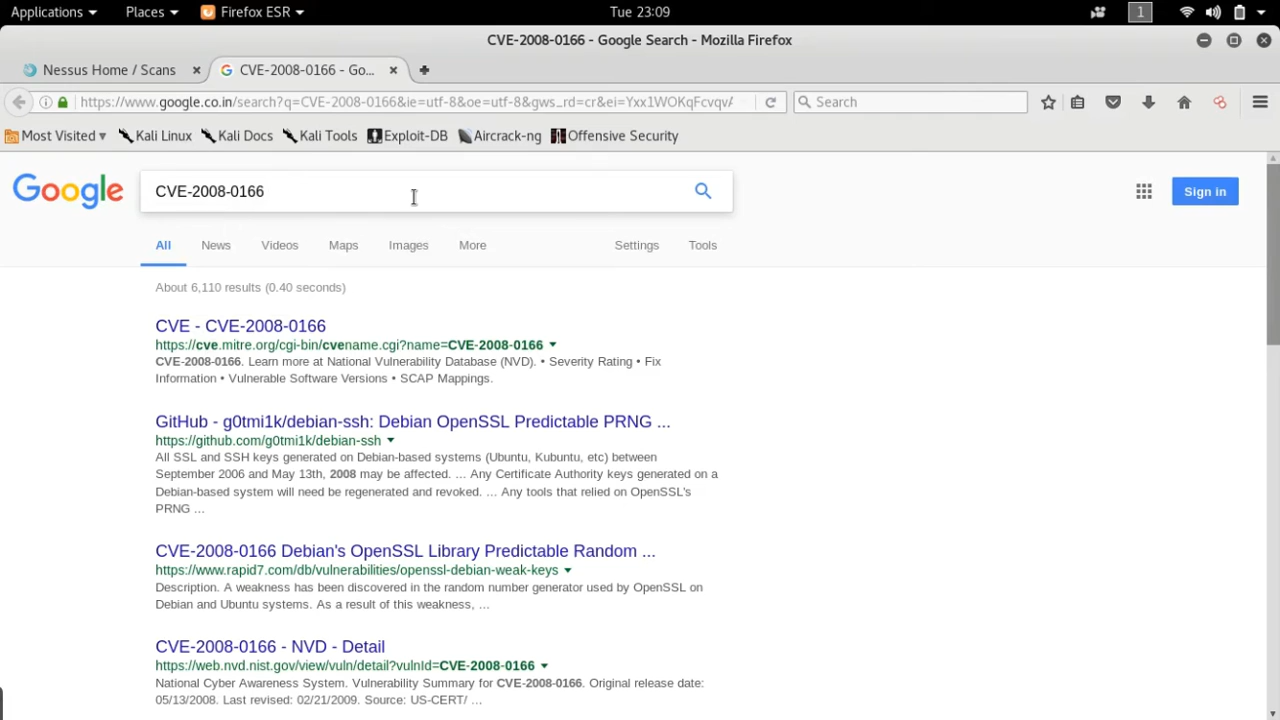 Applications Places Firefox ESR Tue 23:09 1
CVE-2008-0166 - Google Search - Mozilla Firefox
Nessus Home / Scans CVE-2008-0166 - Go...
https://www.google.co.in/search?q=CVE-2008-0166&ie=utf-8&oe=utf-8&gws_rd=cr&ei=Yxx1WOKqFcvqvA Search
Most Visited Kali Linux Kali Docs Kali Tools Exploit-DB Aircrack-ng Offensive Security
Google CVE-2008-0166 Sign in
All News Videos Maps Images More Settings Tools
About 6,110 results (0.40 seconds)
CVE - CVE-2008-0166
https://cve.mitre.org/cgi-bin/cvename.cgi?name=CVE-2008-0166
CVE-2008-0166. Learn more at National Vulnerability Database (NVD). • Severity Rating • Fix
Information • Vulnerable Software Versions • SCAP Mappings.
GitHub - g0tmi1k/debian-ssh: Debian OpenSSL Predictable PRNG ...
https://github.com/g0tmi1k/debian-ssh
All SSL and SSH keys generated on Debian-based systems (Ubuntu, Kubuntu, etc) between
September 2006 and May 13th, 2008 may be affected. ... Any Certificate Authority keys generated on a
Debian-based system will need be regenerated and revoked. ... Any tools that relied on OpenSSL's
PRNG ...
CVE-2008-0166 Debian's OpenSSL Library Predictable Random ...
https://www.rapid7.com/db/vulnerabilities/openssl-debian-weak-keys
Description. A weakness has been discovered in the random number generator used by OpenSSL on
Debian and Ubuntu systems. As a result of this weakness, ...
CVE-2008-0166 - NVD - Detail
https://web.nvd.nist.gov/view/vuln/detail?vulnId=CVE-2008-0166
National Cyber Awareness System. Vulnerability Summary for CVE-2008-0166. Original release date:
05/13/2008. Last revised: 02/21/2009. Source: US-CERT/ ...